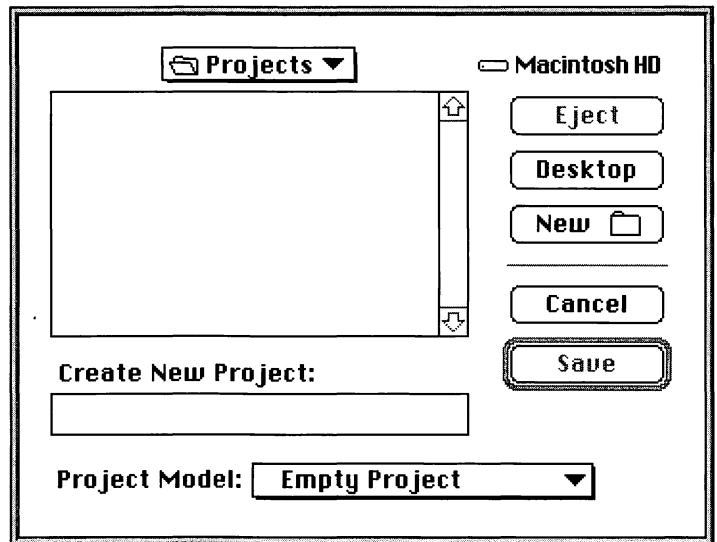 Projects
Macintosh HD
Eject
Desktop
New
Cancel
Save
Create New Project:
Project Model: Empty Project